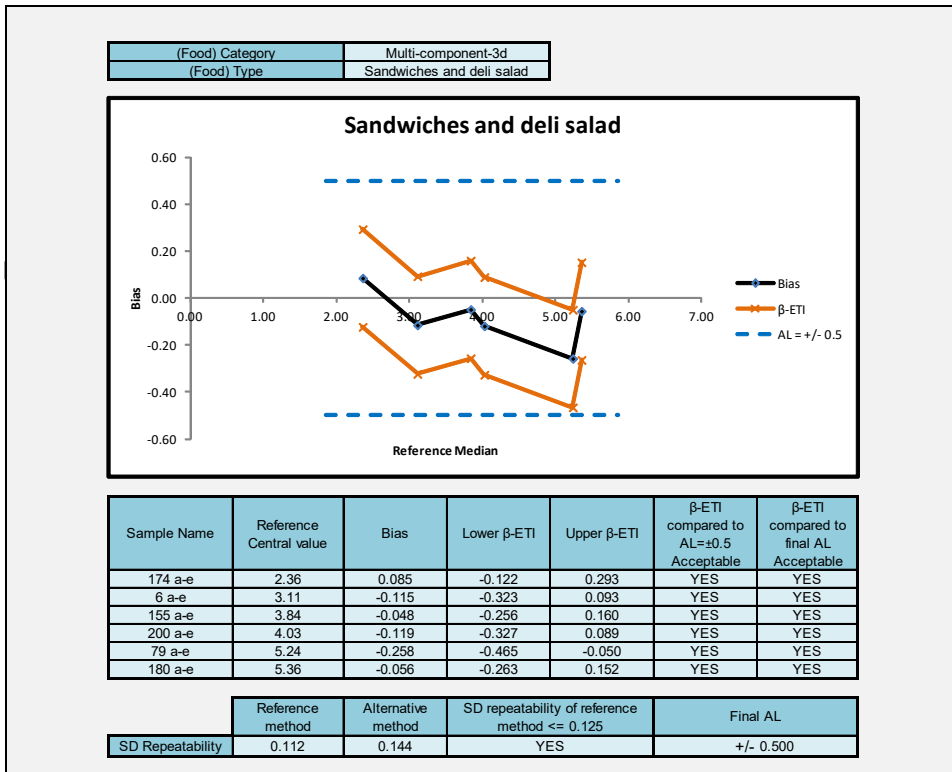 (Food) Category Multi-component-3d
(Food) Type Sandwiches and deli salad
Sandwiches and deli salad
0.60
0.40
0.20
0.00
-0.20
-0.40
-0.60
0.00 1.00 2.00 3.00 4.00 5.00 6.00 7.00
Bias
Reference Median
Bias
β-ETI
AL = +/- 0.5
Sample Name Reference Central value Bias Lower β-ETI Upper β-ETI β-ETI compared to AL=±0.5 Acceptable β-ETI compared to final AL Acceptable
174 a-e 2.36 0.085 -0.122 0.293 YES YES
6 a-e 3.11 -0.115 -0.323 0.093 YES YES
155 a-e 3.84 -0.048 -0.256 0.160 YES YES
200 a-e 4.03 -0.119 -0.327 0.089 YES YES
79 a-e 5.24 -0.258 -0.465 -0.050 YES YES
180 a-e 5.36 -0.056 -0.263 0.152 YES YES
Reference method Alternative method SD repeatability of reference method <= 0.125 Final AL
SD Repeatability 0.112 0.144 YES +/- 0.500